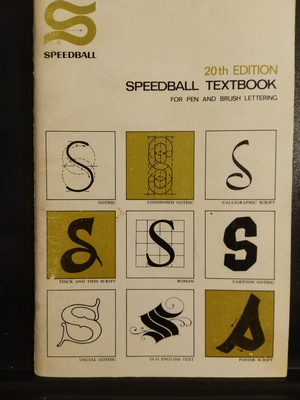 SPEEDBALL
20th EDITION
SPEEDBALL TEXTBOOK
FOR PEN AND BRUSH LETTERING
S S S
GOTHIC CONDENSED GOTHIC CALLIGRAPHIC SCRIPT
S S S
THICK AND THIN SCRIPT ROMAN CARTOON GOTHIC
S S S
UNCIAL GOTHIC OLD ENGLISH TEXT POSTER SCRIPT